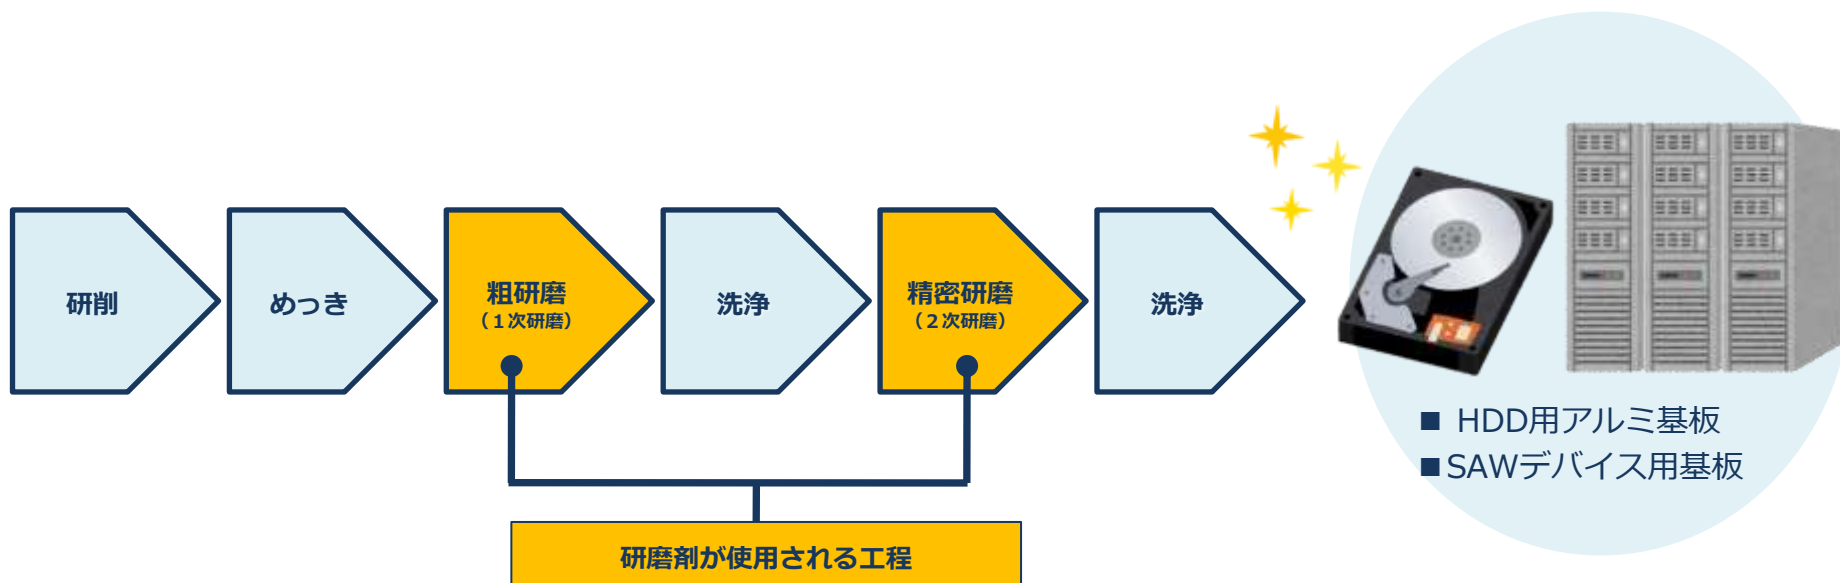 研削
めっき
粗研磨
（１次研磨）
洗浄
精密研磨
（２次研磨）
洗浄
■ HDD用アルミ基板
■SAWデバイス用基板
研磨剤が使用される工程